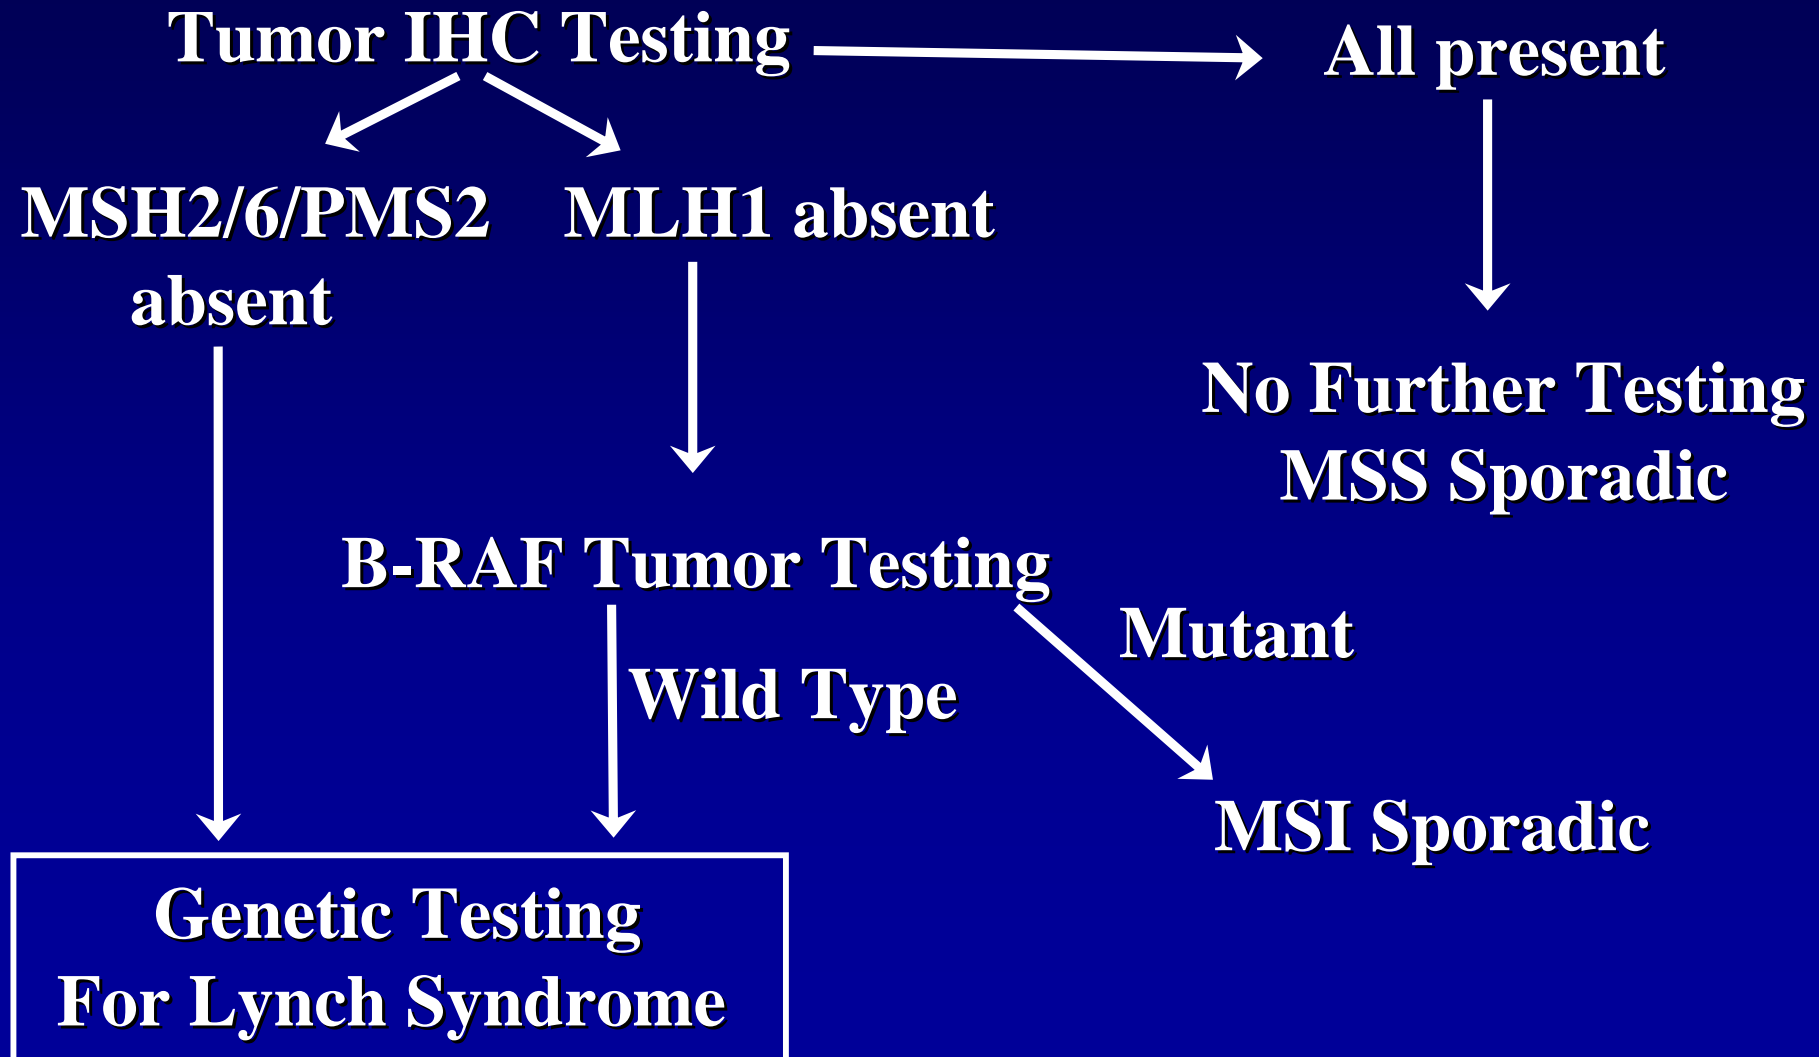 Tumor IHC Testing
All present
MSH2/6/PMS2
absent
MLH1 absent
No Further Testing
MSS Sporadic
B-RAF Tumor Testing
Mutant
Wild Type
MSI Sporadic
Genetic Testing
For Lynch Syndrome